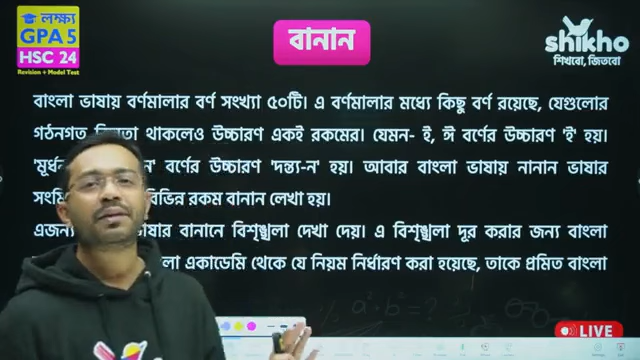 লক্ষ্য
GPA 5
HSC 24
Revision + Model Test
বানান
shikho
শিখবো, জিতবো
বাংলা ভাষায় বর্ণমালার বর্ণ সংখ্যা ৫০টি। এ বর্ণমালার মধ্যে কিছু বর্ণ রয়েছে, যেগুলোর
গঠনগত থাকলেও উচ্চারণ একই রকমের। যেমন- ই, ঈ বর্ণের উচ্চারণ 'ই' হয়।
'মূর্ধন ন' বর্ণের উচ্চারণ 'দন্ত্য-ন' হয়। আবার বাংলা ভাষায় নানান ভাষার
সংমি বিভিন্ন রকম বানান লেখা হয়।
এজন্য ভাষার বানানে বিশৃঙ্খলা দেখা দেয়। এ বিশৃঙ্খলা দূর করার জন্য বাংলা
একাডেমি থেকে যে নিয়ম নির্ধারণ করা হয়েছে, তাকে প্রমিত বাংলা
LIVE